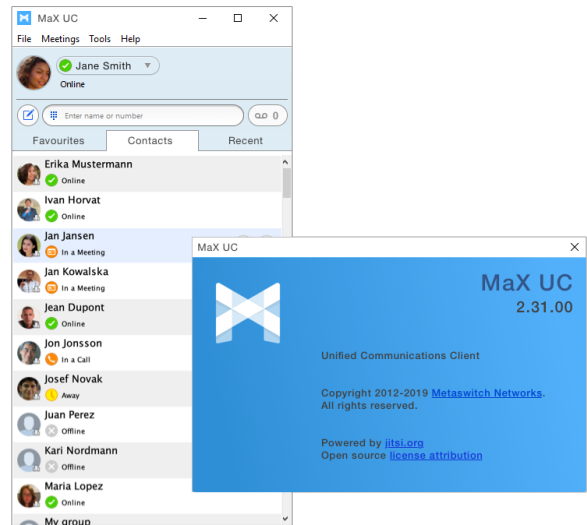 MaX UC
File Meetings Tools Help
Jane Smith
Online
Enter name or number
0
Favourites Contacts Recent
Erika Mustermann
Online
Ivan Horvat
Online
Jan Jansen
In a Meeting
Jan Kowalska
In a Meeting
Jean Dupont
Online
Jon Jonsson
In a Call
Josef Novak
Away
Juan Perez
Offline
Kari Nordmann
Offline
Maria Lopez
Online
My group
MaX UC
MaX UC
2.31.00
Unified Communications Client
Copyright 2012-2019 Metaswitch Networks.
All rights reserved.
Powered by jitsi.org
Open source license attribution